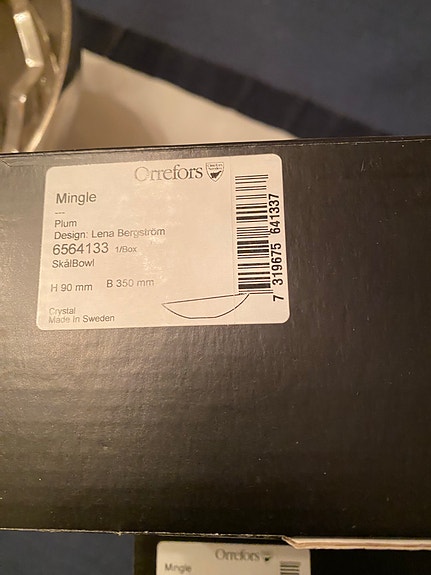 Orrefors
Mingle
---
Plum
Design: Lena Bergström
6564133 1/Box
SkålBowl
H 90 mm B 350 mm
Crystal
Made In Sweden
7 319675 641337
Orrefors
Mingle